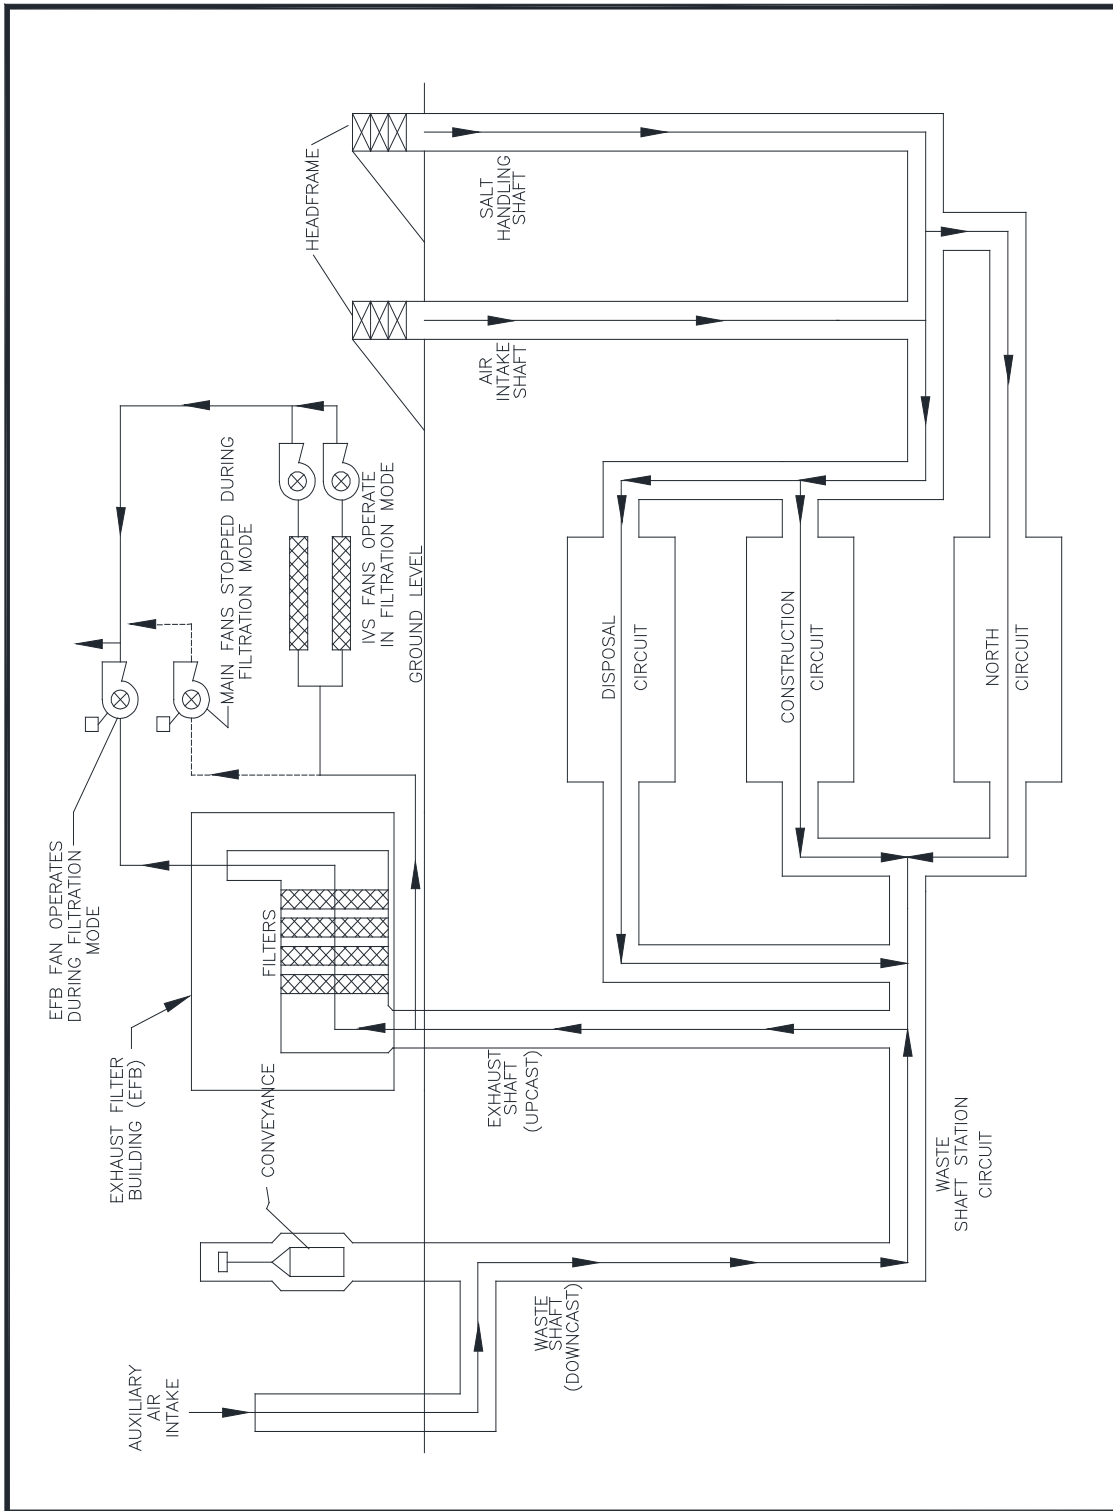 AUXILIARY
AIR
INTAKE
EXHAUST FILTER
BUILDING (EFB)
CONVEYANCE
EFB FAN OPERATES
DURING FILTRATION
MODE
FILTERS
MAIN FANS STOPPED DURING
FILTRATION MODE
IVS FANS OPERATE
IN FILTRATION MODE
HEADFRAME
GROUND LEVEL
WASTE
SHAFT
(DOWNCAST)
EXHAUST
SHAFT
(UPCAST)
AIR
INTAKE
SHAFT
SALT
HANDLING
SHAFT
DISPOSAL
CIRCUIT
CONSTRUCTION
CIRCUIT
NORTH
CIRCUIT
WASTE
SHAFT STATION
CIRCUIT